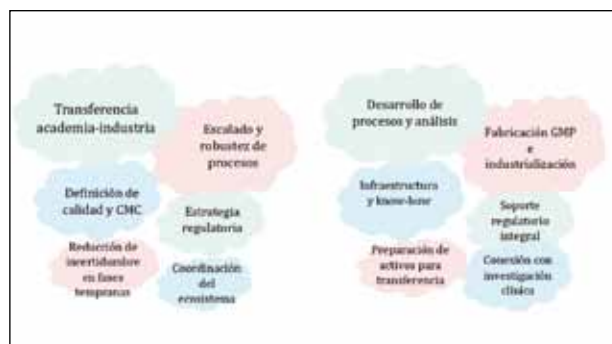 Transferencia
academia-industria
Escalado y
robustez de
procesos
Definición de
calidad y CMC
Estrategia
regulatoria
Reducción de
incertidumbre
en fases
tempranas
Coordinación
del
ecosistema
Desarrollo de
procesos y análisis
Fabricación GMP
e
industrialización
Infraestructura
y know-how
Soporte
regulatorio
integral
Preparación de
activos para
transferencia
Conexión con
investigación
clínica